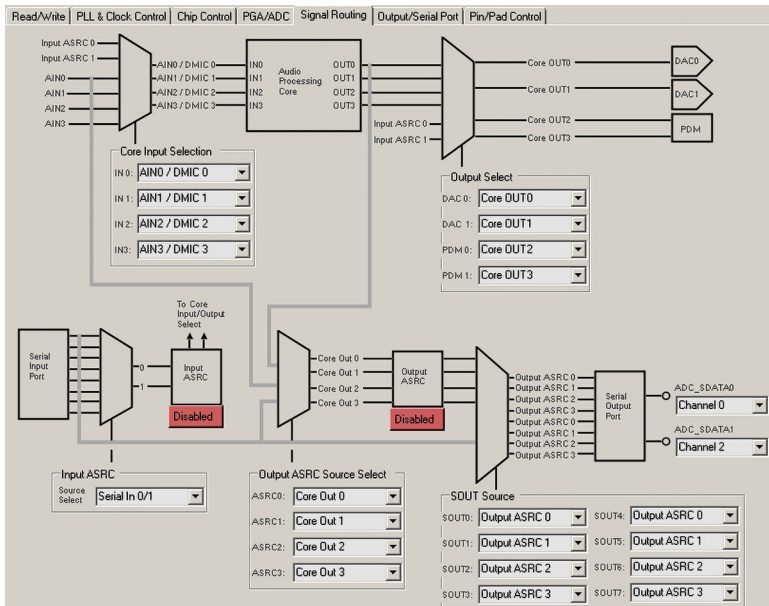 Read/Write PLL & Clock Control Chip Control PGA/ADC Signal Routing Output/Serial Port Pin/Pad Control
Input ASRC 0
Input ASRC 1
AIN0
AIN1
AIN2
AIN3
AIN0 / DMIC 0
AIN1 / DMIC 1
AIN2 / DMIC 2
AIN3 / DMIC 3
IN0
IN1
IN2
IN3
Audio
Processing
Core
OUT0
OUT1
OUT2
OUT3
Input ASRC 0
Input ASRC 1
Core OUT0
Core OUT1
Core OUT2
Core OUT3
DAC0
DAC1
PDM
Core Input Selection
IN 0: AIN0 / DMIC 0
IN 1: AIN1 / DMIC 1
IN 2: AIN2 / DMIC 2
IN3: AIN3 / DMIC 3
Output Select
DAC 0: Core OUT0
DAC 1: Core OUT1
PDM 0: Core OUT2
PDM 1: Core OUT3
To Core
Input/Output
Select
Serial
Input
Port
0
1
Input
ASRC
Disabled
Core Out 0
Core Out 1
Core Out 2
Core Out 3
Output
ASRC
Disabled
Output ASRC 0
Output ASRC 1
Output ASRC 2
Output ASRC 3
Output ASRC 0
Output ASRC 1
Output ASRC 2
Output ASRC 3
Serial
Output
Port
ADC_SDATA0
Channel 0
ADC_SDATA1
Channel 2
Input ASRC
Source
Select
Serial In 0/1
Output ASRC Source Select
ASRC0: Core Out 0
ASRC1: Core Out 1
ASRC2: Core Out 2
ASRC3: Core Out 3
SOUT Source
SOUT0: Output ASRC 0 SOUT4: Output ASRC 0
SOUT1: Output ASRC 1 SOUT5: Output ASRC 1
SOUT2: Output ASRC 2 SOUT6: Output ASRC 2
SOUT3: Output ASRC 3 SOUT7: Output ASRC 3